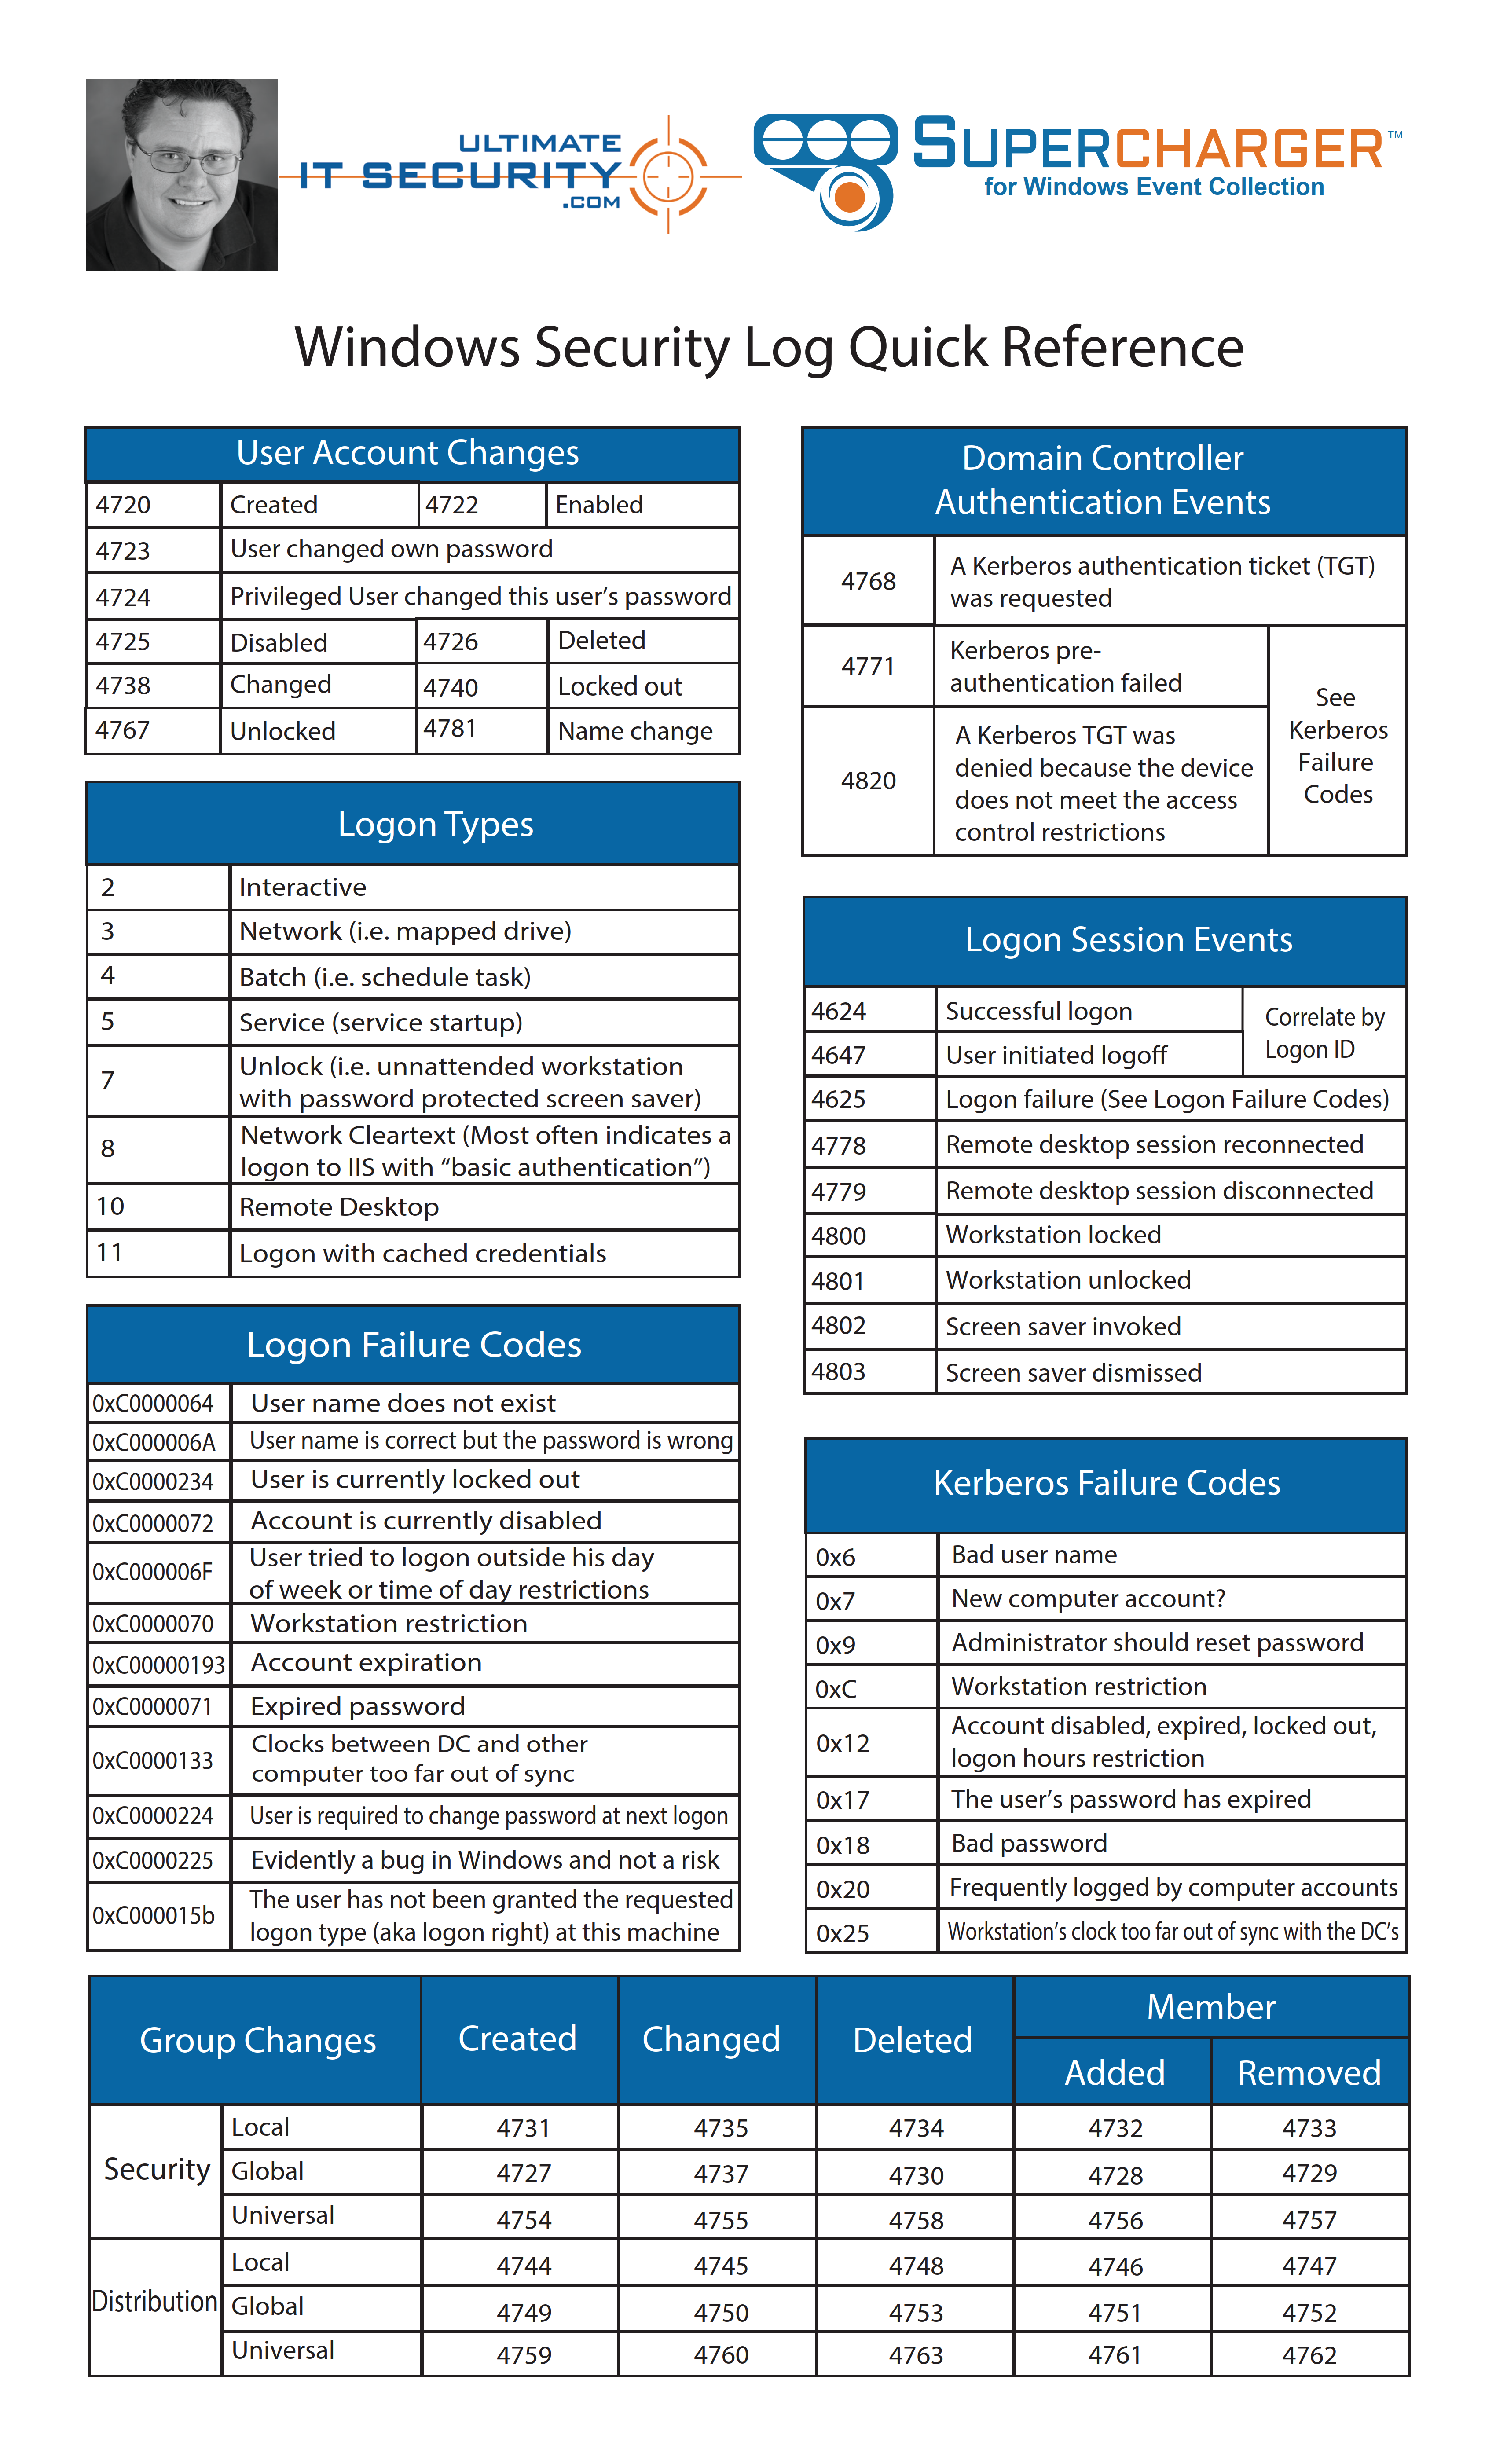 ULTIMATE
IT SECURITY
.COM
SUPERCHARGER™
for Windows Event Collection
Windows Security Log Quick Reference
User Account Changes
4720 Created 4722 Enabled
4723 User changed own password
4724 Privileged User changed this user's password
4725 Disabled 4726 Deleted
4738 Changed 4740 Locked out
4767 Unlocked 4781 Name change
Logon Types
2 Interactive
3 Network (i.e. mapped drive)
4 Batch (i.e. schedule task)
5 Service (service startup)
7 Unlock (i.e. unnattended workstation
with password protected screen saver)
8 Network Cleartext (Most often indicates a
logon to IIS with “basic authentication”)
10 Remote Desktop
11 Logon with cached credentials
Logon Failure Codes
0xC0000064 User name does not exist
0xC000006A User name is correct but the password is wrong
0xC0000234 User is currently locked out
0xC0000072 Account is currently disabled
0xC000006F User tried to logon outside his day
of week or time of day restrictions
0xC0000070 Workstation restriction
0xC00000193 Account expiration
0xC0000071 Expired password
0xC0000133 Clocks between DC and other
computer too far out of sync
0xC0000224 User is required to change password at next logon
0xC0000225 Evidently a bug in Windows and not a risk
0xC000015b The user has not been granted the requested
logon type (aka logon right) at this machine
Domain Controller
Authentication Events
4768 A Kerberos authentication ticket (TGT)
was requested
4771 Kerberos pre-
authentication failed
4820 A Kerberos TGT was
denied because the device
does not meet the access
control restrictions
See
Kerberos
Failure
Codes
Logon Session Events
4624 Successful logon
4647 User initiated logoff
Correlate by
Logon ID
4625 Logon failure (See Logon Failure Codes)
4778 Remote desktop session reconnected
4779 Remote desktop session disconnected
4800 Workstation locked
4801 Workstation unlocked
4802 Screen saver invoked
4803 Screen saver dismissed
Kerberos Failure Codes
0x6 Bad user name
0x7 New computer account?
0x9 Administrator should reset password
0xC Workstation restriction
0x12 Account disabled, expired, locked out,
logon hours restriction
0x17 The user's password has expired
0x18 Bad password
0x20 Frequently logged by computer accounts
0x25 Workstation's clock too far out of sync with the DC's
Group Changes Created Changed Deleted Member
Added Removed
Security
Local 4731 4735 4734 4732 4733
Global 4727 4737 4730 4728 4729
Universal 4754 4755 4758 4756 4757
Distribution
Local 4744 4745 4748 4746 4747
Global 4749 4750 4753 4751 4752
Universal 4759 4760 4763 4761 4762